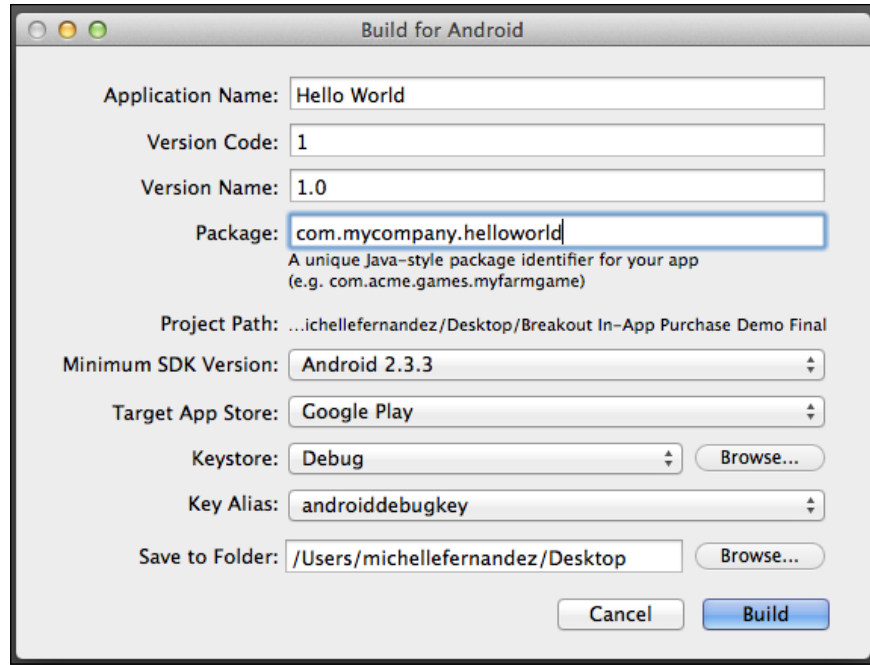 Build for Android
Application Name: Hello World
Version Code: 1
Version Name: 1.0
Package: com.mycompany.helloworld
A unique Java-style package identifier for your app
(e.g. com.acme.games.myfarmgame)
Project Path: ...ichellefernandez/Desktop/Breakout In-App Purchase Demo Final
Minimum SDK Version: Android 2.3.3
Target App Store: Google Play
Keystore: Debug Browse...
Key Alias: androiddebugkey
Save to Folder: /Users/michellefernandez/Desktop Browse...
Cancel Build